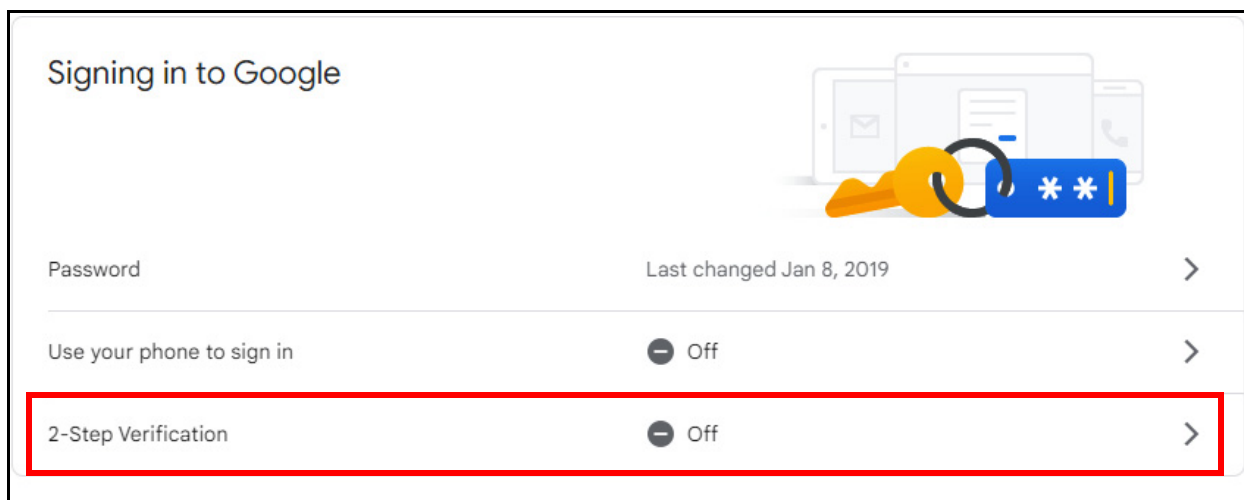 Signing in to Google
* *
Password Last changed Jan 8, 2019
Use your phone to sign in Off
2-Step Verification Off